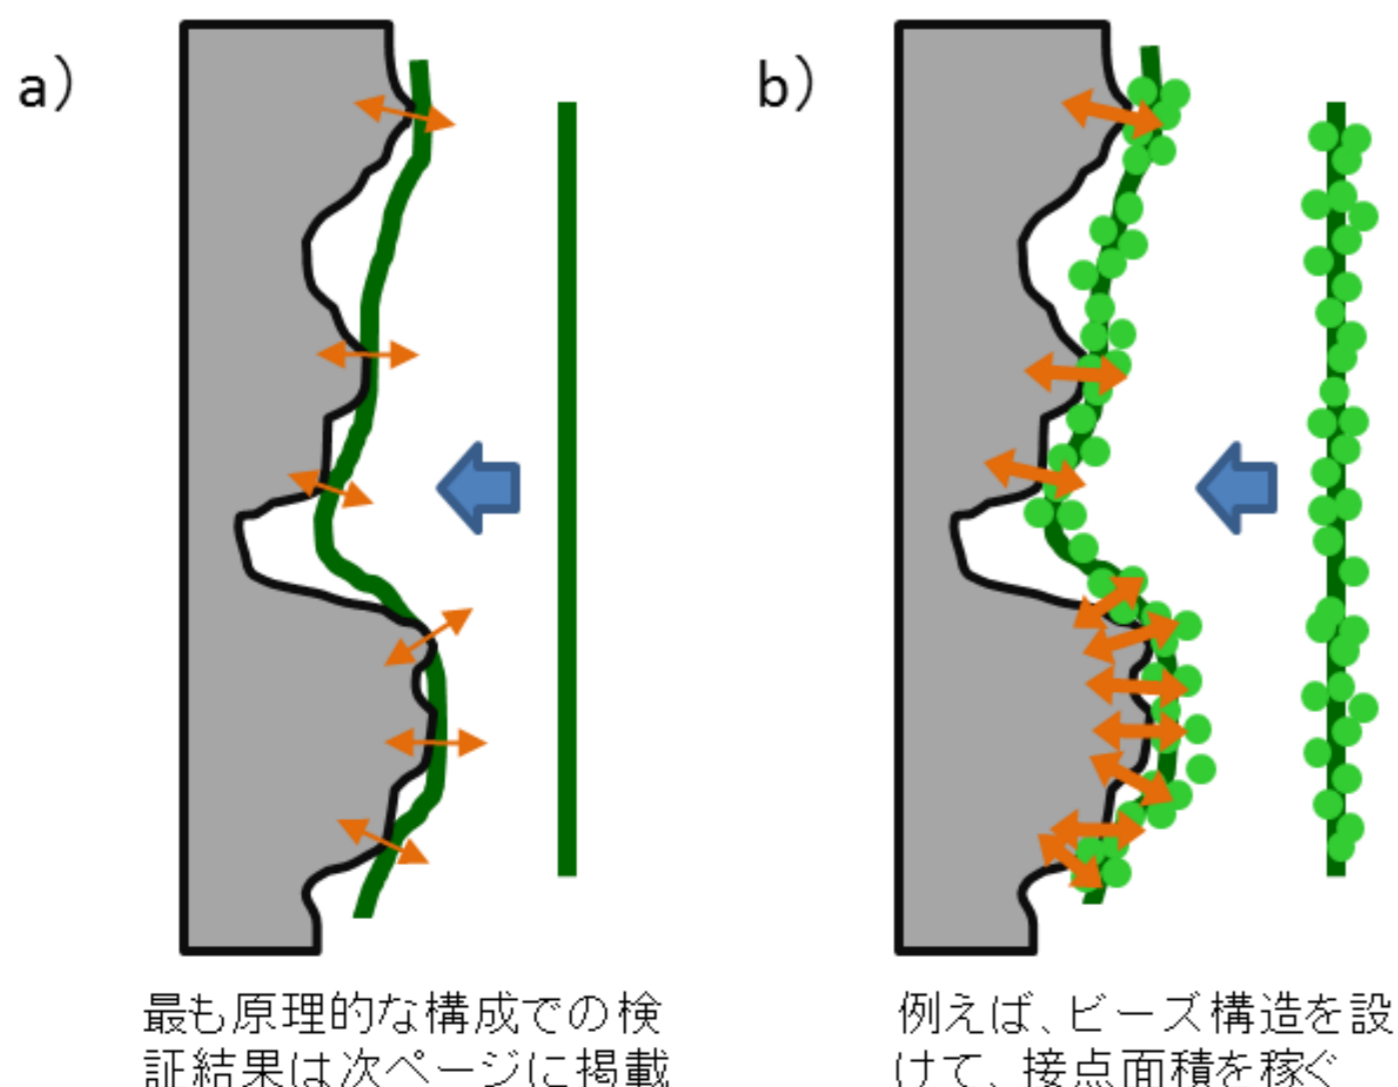 a)
b)
最も原理的な構成での検
証結果は次ページに掲載
例えば、ビーズ構造を設
けて、接点面積を稼ぐ